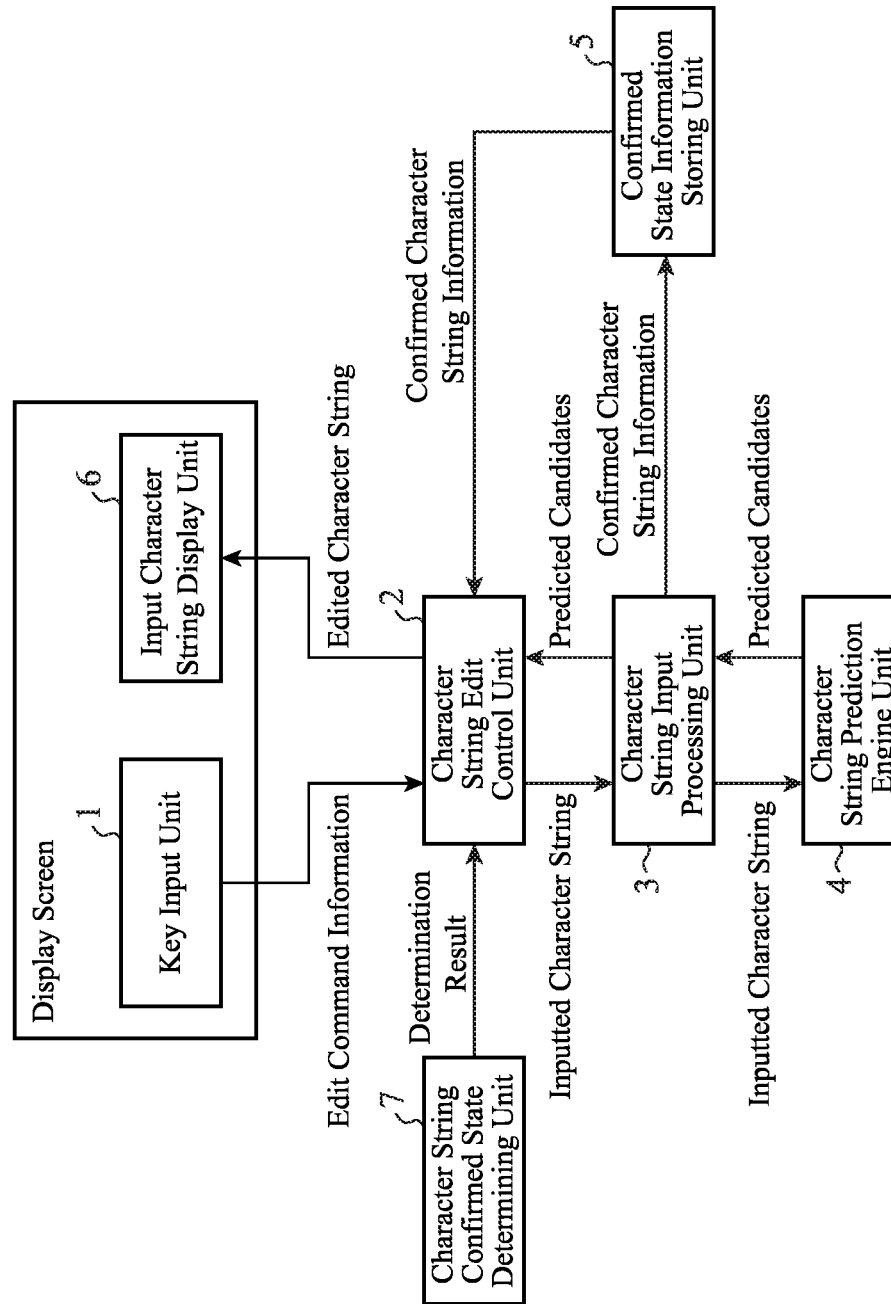 Display Screen
1
Key Input Unit
6
Input Character
String Display Unit
Edit Command Information
Edited Character String
7
Character String
Confirmed State
Determining Unit
Determination
Result
2
Character
String Edit
Control Unit
Confirmed Character
String Information
Inputted Character String
Predicted Candidates
3
Character
String Input
Processing Unit
Confirmed Character
String Information
5
Confirmed
State Information
Storing Unit
Inputted Character String
Predicted Candidates
4
Character
String Prediction
Engine Unit